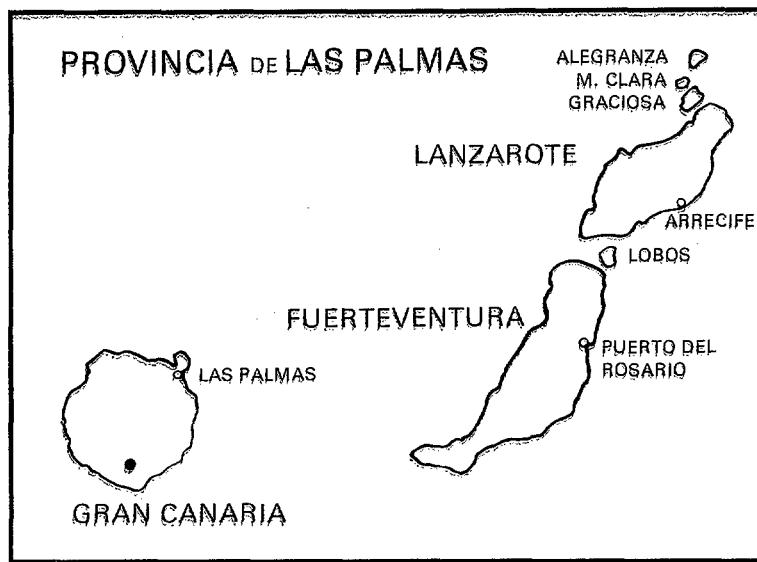 PROVINCIA DE LAS PALMAS
ALEGRANZA
M. CLARA
GRACIOSA
LANZAROTE
ARRECIFE
LOBOS
FUERTEVENTURA
PUERTO DEL
ROSARIO
LAS PALMAS
GRAN CANARIA